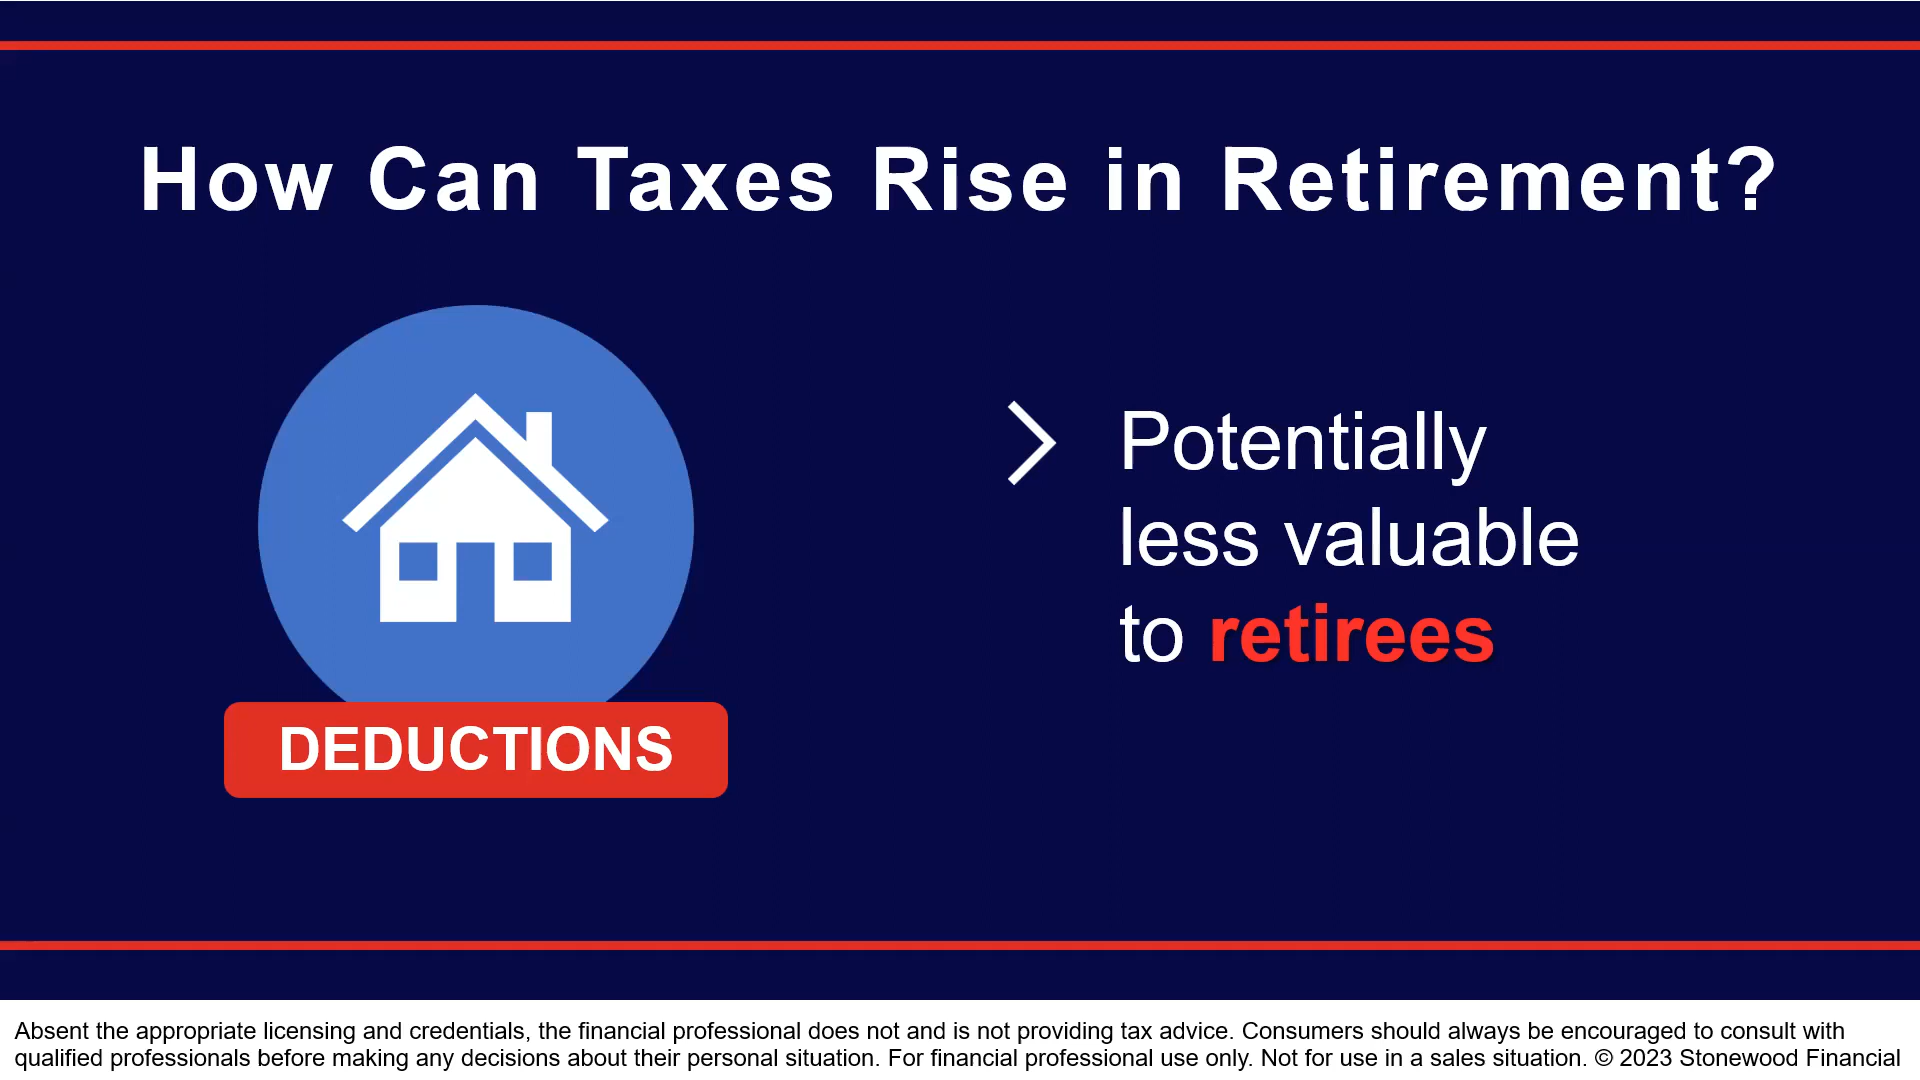 How Can Taxes Rise in Retirement?
Potentially
less valuable
to retirees
DEDUCTIONS
Absent the appropriate licensing and credentials, the financial professional does not and is not providing tax advice. Consumers should always be encouraged to consult with
qualified professionals before making any decisions about their personal situation. For financial professional use only. Not for use in a sales situation. © 2023 Stonewood Financial